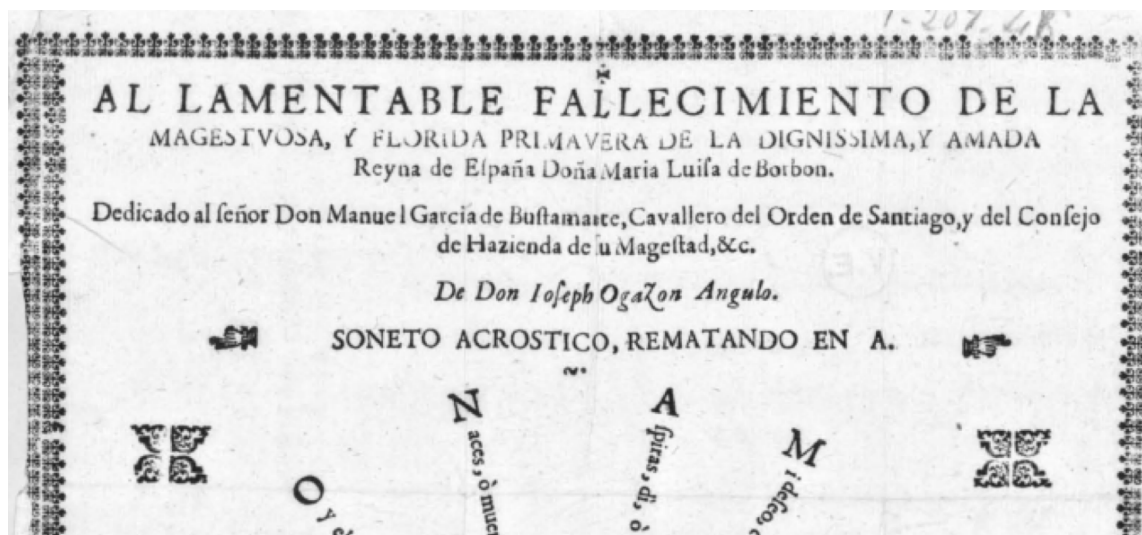 AL LAMENTABLE FALLECIMIENTO DE LA
MAGESTVOSA, Y FLORIDA PRIMAVERA DE LA DIGNISSIMA, Y AMADA
Reyna de Eſpaña Doña Maria Luiſa de Borbon.
Dedicado al ſeñor Don Manuel García de Buſtamante, Cavallero del Orden de Santiago, y del Conſejo
de Hazienda de ſu Mageſtad, &c.
De Don Ioſeph Ogazon Angulo.
SONETO ACROSTICO, REMATANDO EN A.
O y
N aces, ò
A ſpiras, di, ò
M i deſeo,